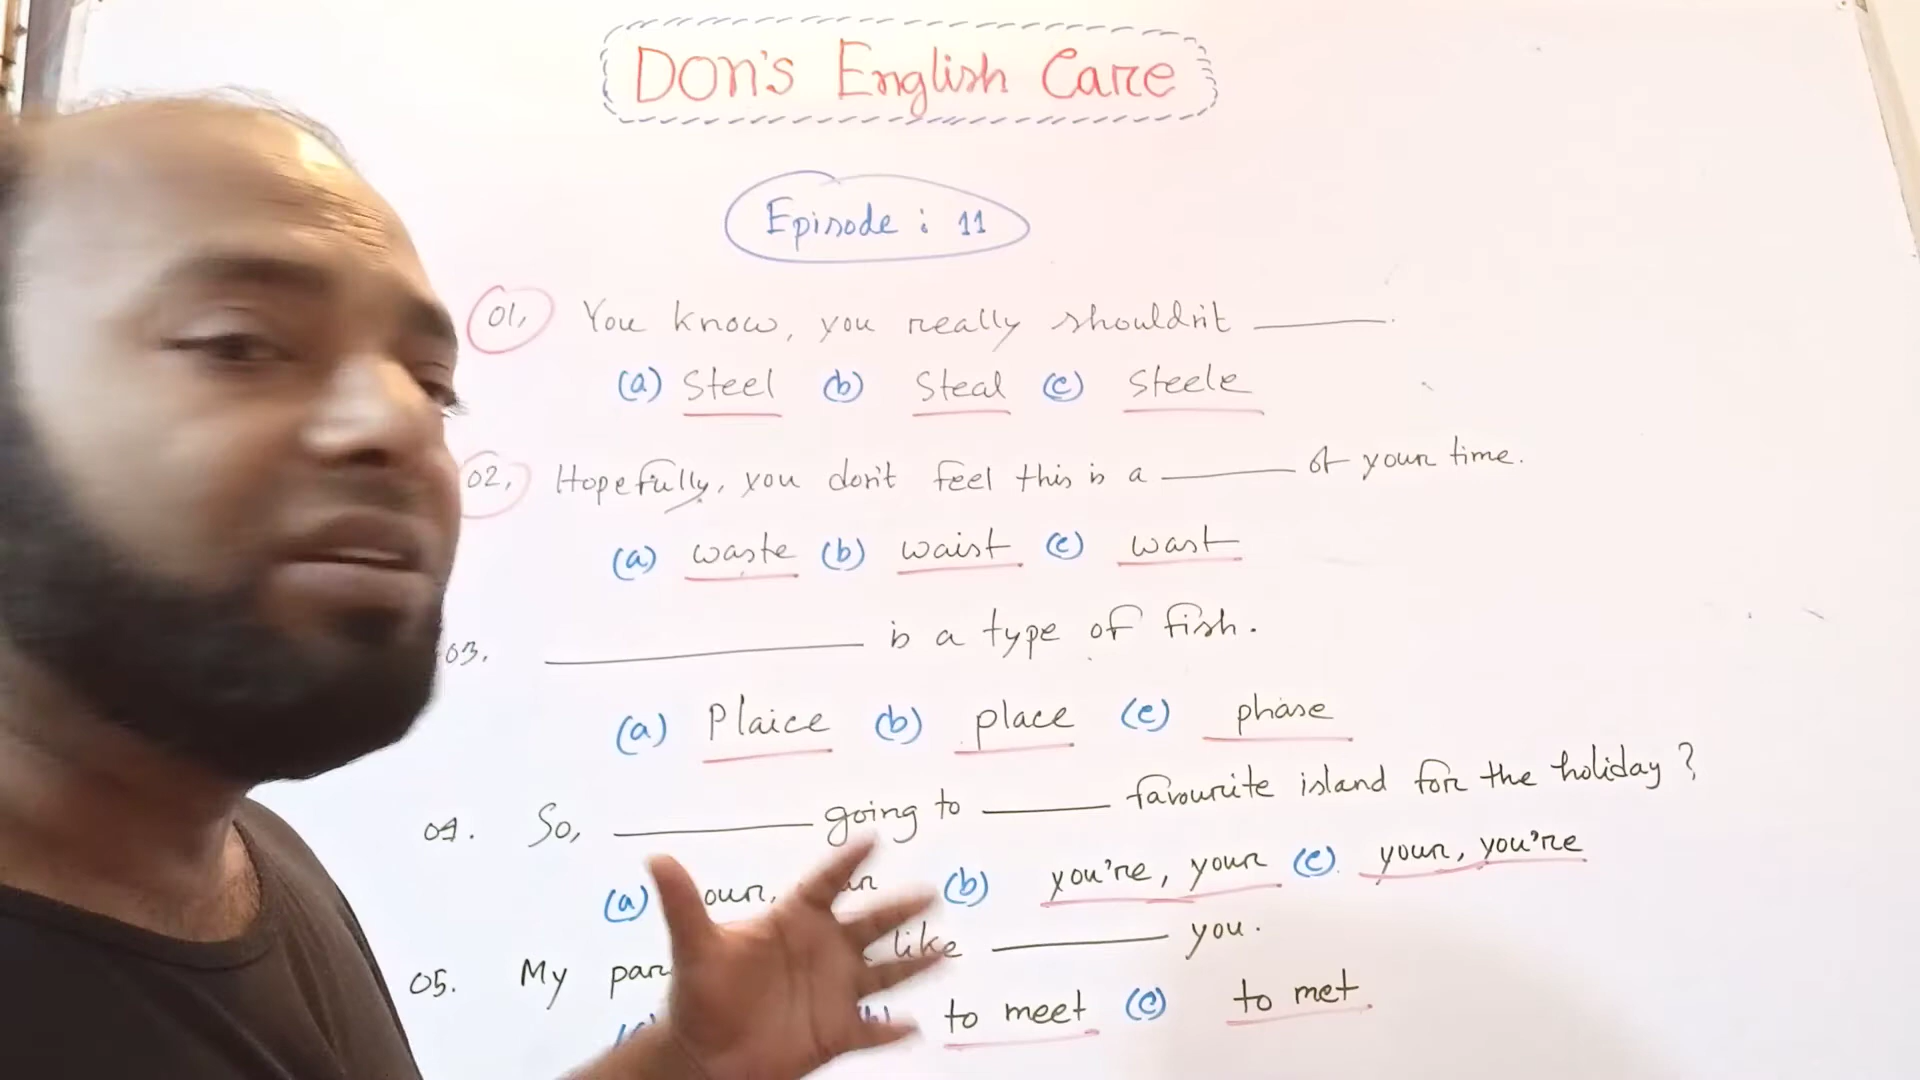 Don's English Care
Episode : 11
01, You know, you really shouldn't ______.
(a) Steel (b) Steal (c) Steele
02, Hopefully, you don't feel this is a ______ of your time.
(a) waste (b) waist (c) wast
03. ______ is a type of fish.
(a) Plaice (b) place (c) phase
04. So, ______ going to ______ favourite island for the holiday?
(a) (b) you're, your (c) your, you're
05. My like ______ you.
to meet (c) to met